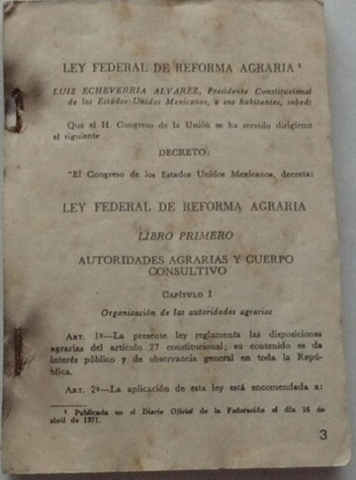 LEY FEDERAL DE REFORMA AGRARIA ¹
LUIS ECHEVERRIA ALVAREZ, Presidente Constitucional
de los Estados Unidos Mexicanos, a sus habitantes, sabed:
Que el H. Congreso de la Unión se ha servido dirigirme
el siguiente
DECRETO:
"El Congreso de los Estados Unidos Mexicanos, decreta:
LEY FEDERAL DE REFORMA AGRARIA
LIBRO PRIMERO
AUTORIDADES AGRARIAS Y CUERPO
CONSULTIVO
CAPÍTULO I
Organización de las autoridades agrarias
ART. 1º—La presente ley reglamenta las disposiciones
agrarias del artículo 27 constitucional; su contenido es de
interés público y de observancia general en toda la Repú-
blica.
ART. 2º—La aplicación de esta ley está encomendada a:
¹ Publicada en el Diario Oficial de la Federación el día 16 de
abril de 1971.
3